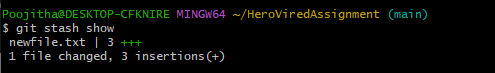 Poojitha@DESKTOP-CFKNIRE MINGW64 ~/HeroViredAssignment (main)
$ git stash show
 newfile.txt | 3 +++
 1 file changed, 3 insertions(+)